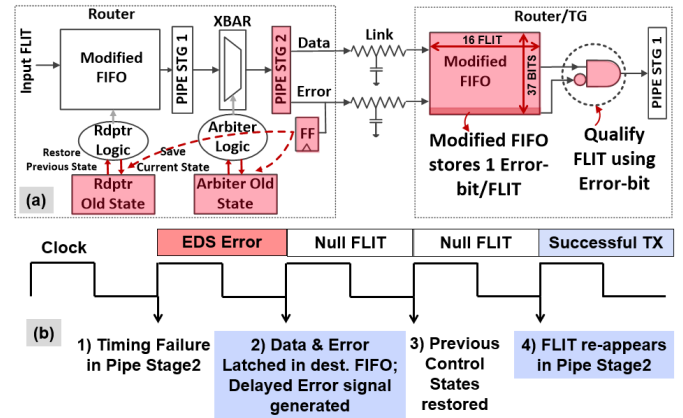 Router
XBAR
Link
Router/TG
Input FLIT
Modified
FIFO
PIPE STG 1
PIPE STG 2
Data
Error
16 FLIT
Modified
FIFO
37 BITS
PIPE STG 1
Rdptr
Logic
Arbiter
Logic
FF
Restore
Previous State
Save
Current State
Rdptr
Old State
Arbiter Old
State
Modified FIFO
stores 1 Error-
bit/FLIT
Qualify
FLIT using
Error-bit
(a)
Clock
EDS Error
Null FLIT
Null FLIT
Successful TX
(b)
1) Timing Failure
in Pipe Stage2
2) Data & Error
Latched in dest. FIFO;
Delayed Error signal
generated
3) Previous
Control
States
restored
4) FLIT re-appears
in Pipe Stage2